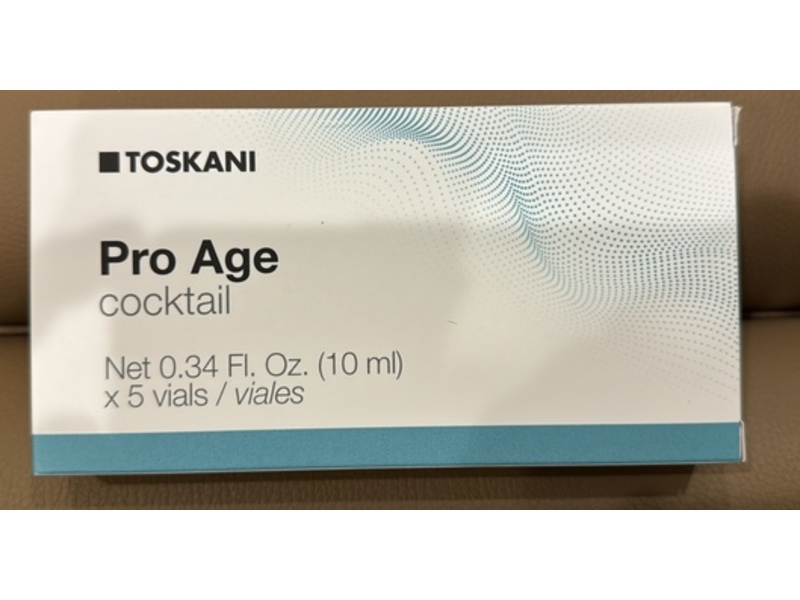 TOSKANI
Pro Age
cocktail
Net 0.34 Fl. Oz. (10 ml)
x 5 vials / viales